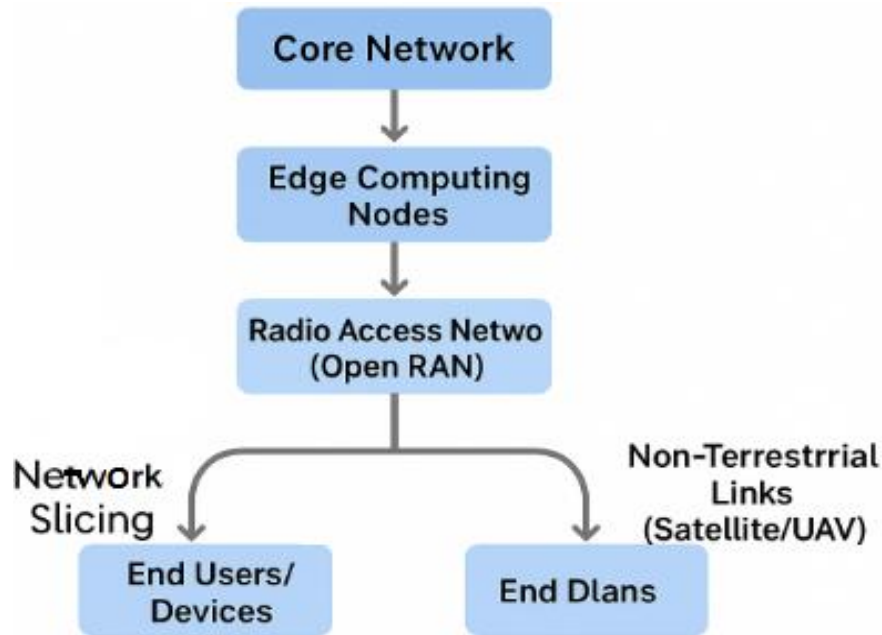 Core Network
Edge Computing
Nodes
Radio Access Netwo
(Open RAN)
Network
Slicing
Non-Terrestrrial
Links
(Satellite/UAV)
End Users/
Devices
End Dlans